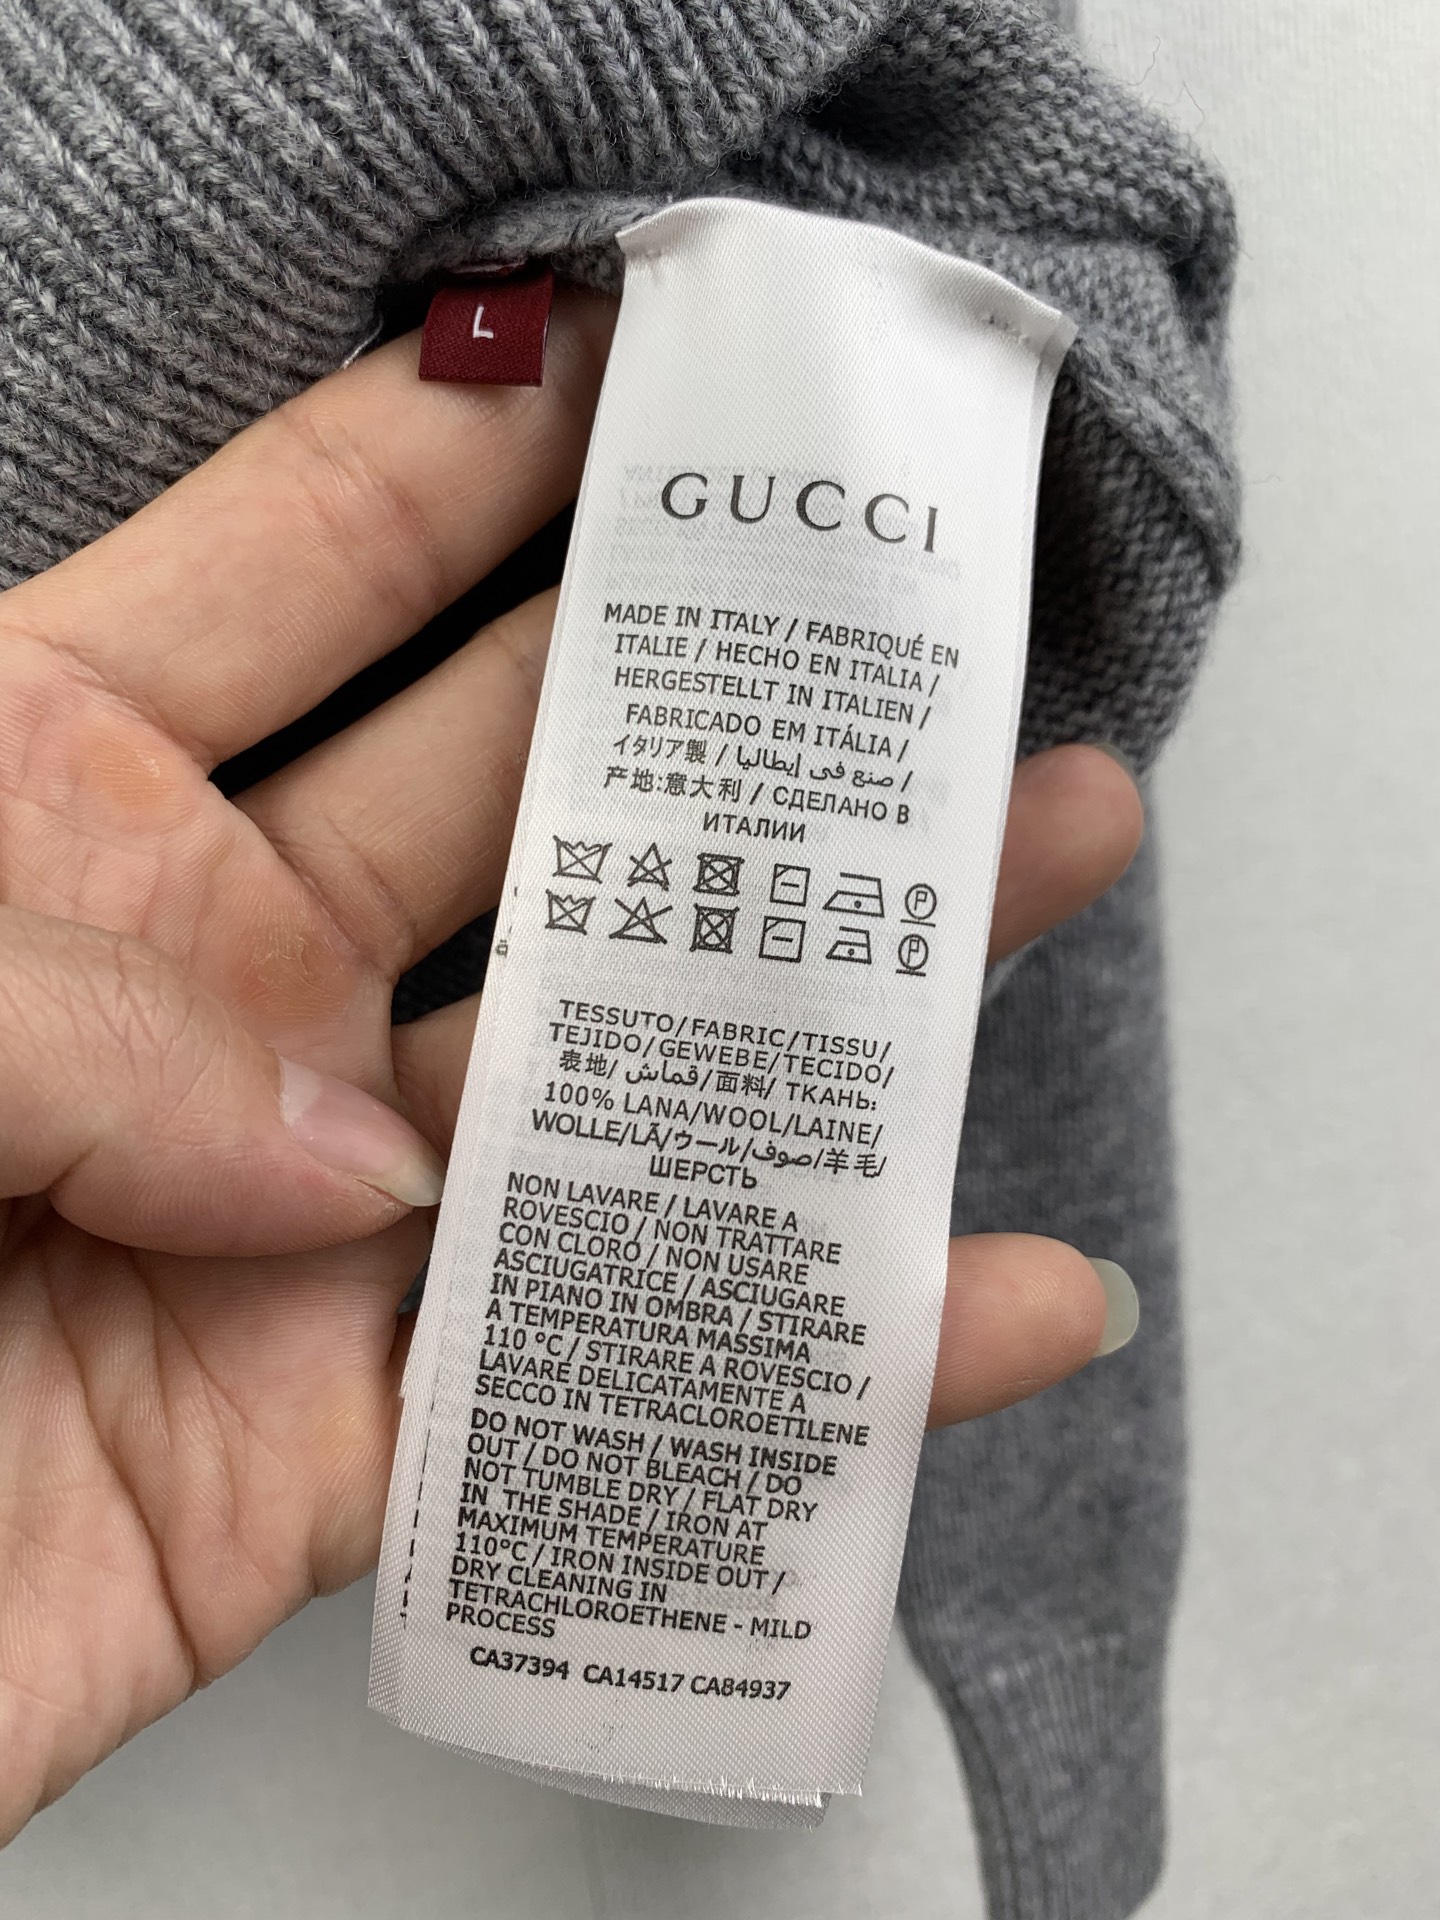 L
GUCCI
MADE IN ITALY / FABRIQUÉ EN
ITALIE / HECHO EN ITALIA /
HERGESTELLT IN ITALIEN /
FABRICADO EM ITÁLIA /
イタリア製 / صنع في إيطاليا /
产地:意大利 / СДЕЛАНО В
ИТАЛИИ
TESSUTO/FABRIC/TISSU/
TEJIDO/GEWEBE/TECIDO/
表地/ قماش/面料/ ТКАНЬ:
100% LANA/WOOL/LAINE/
WOLLE/LÃ/ウール/صوف/羊毛/
ШЕРСТЬ
NON LAVARE / LAVARE A
ROVESCIO / NON TRATTARE
CON CLORO / NON USARE
ASCIUGATRICE / ASCIUGARE
IN PIANO IN OMBRA / STIRARE
A TEMPERATURA MASSIMA
110 °C / STIRARE A ROVESCIO /
LAVARE DELICATAMENTE A
SECCO IN TETRACLOROETILENE
DO NOT WASH / WASH INSIDE
OUT / DO NOT BLEACH / DO
NOT TUMBLE DRY / FLAT DRY
IN THE SHADE / IRON AT
MAXIMUM TEMPERATURE
110°C / IRON INSIDE OUT /
DRY CLEANING IN
TETRACHLOROETHENE - MILD
PROCESS
CA37394 CA14517 CA84937